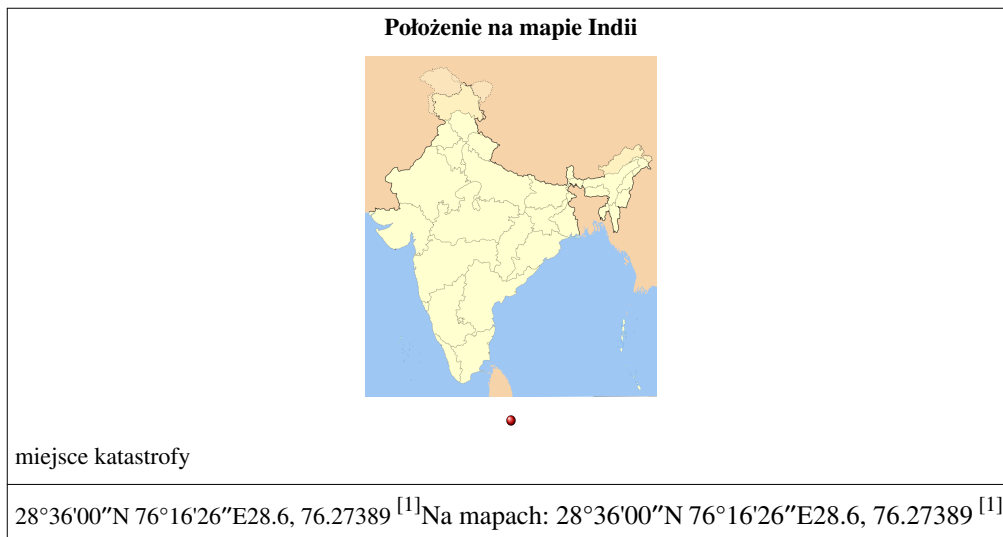 Położenie na mapie Indii
miejsce katastrofy
28°36′00″N 76°16′26″E28.6, 76.27389 [1]Na mapach: 28°36′00″N 76°16′26″E28.6, 76.27389 [1]